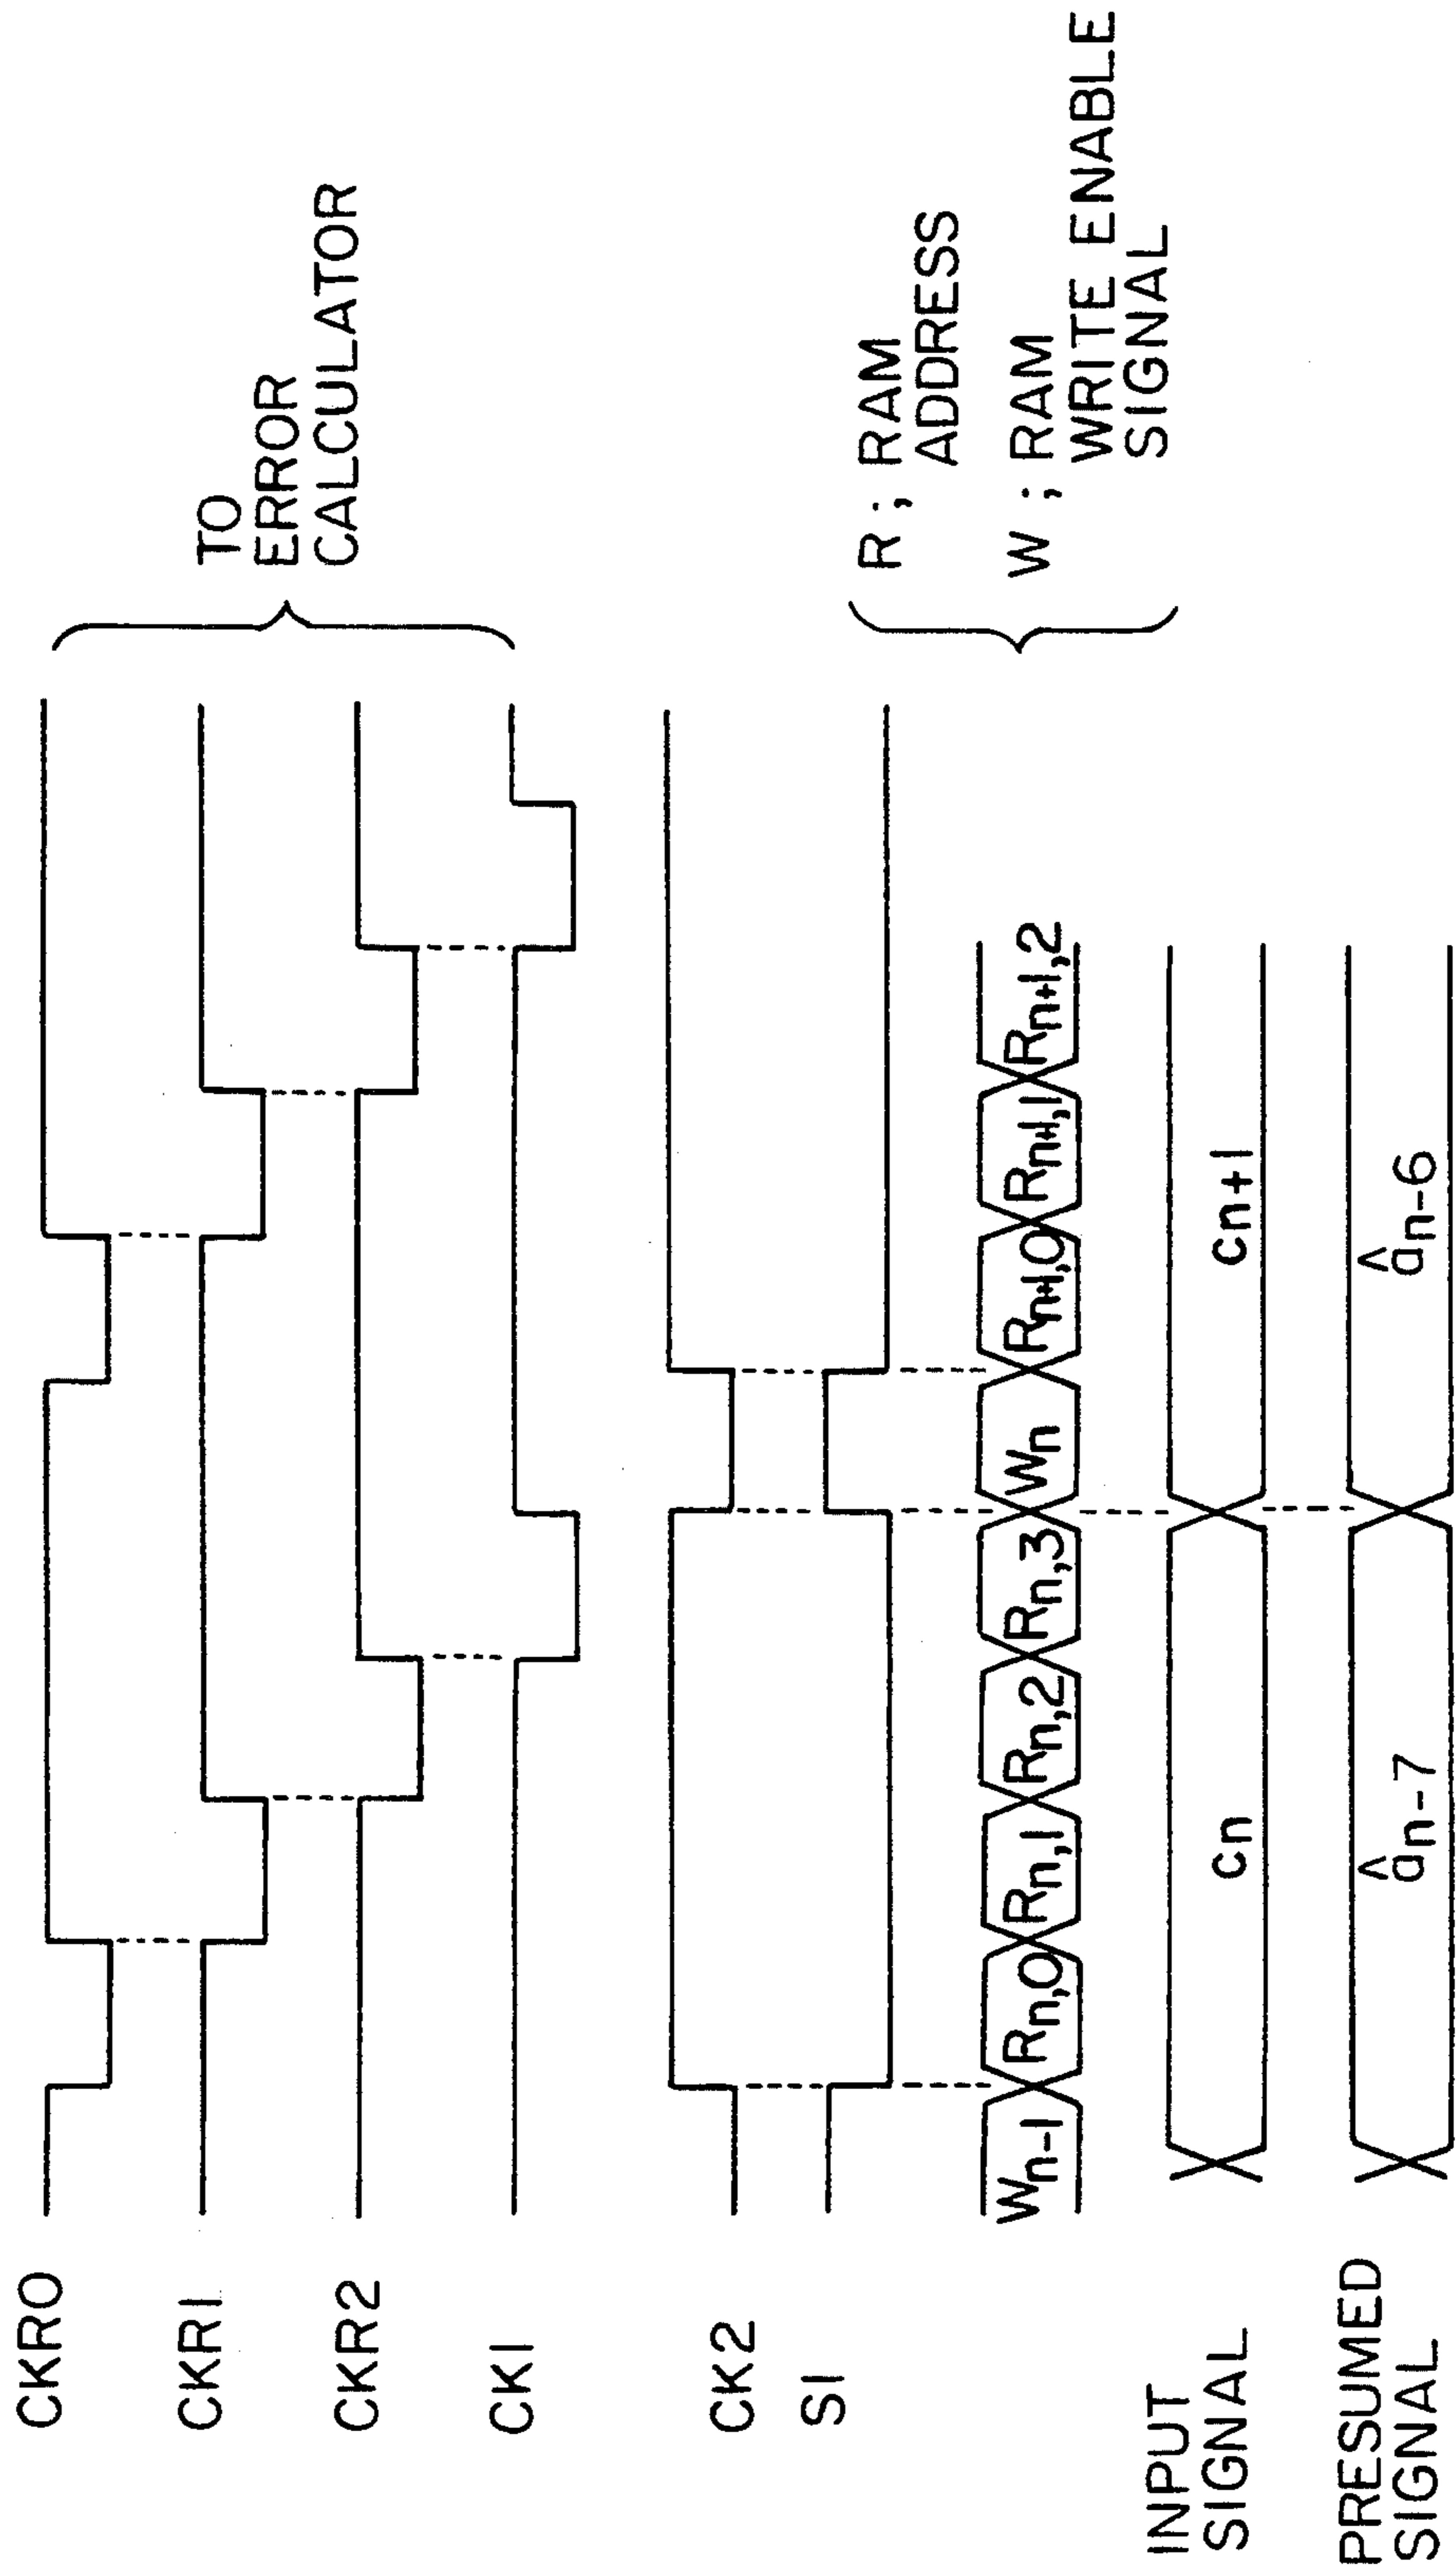 CKR0
CKR1
CKR2
CK1
TO
ERROR
CALCULATOR
CK2
S1
Wn-1 Rn,0 Rn,1 Rn,2 Rn,3 Wn Rn+1,0 Rn+1,1 Rn+1,2
R ; RAM
ADDRESS
W ; RAM
WRITE ENABLE
SIGNAL
INPUT
SIGNAL
cn cn+1
PRESUMED
SIGNAL
ân-7 ân-6